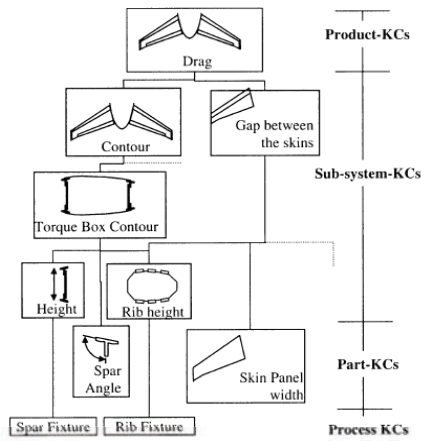 Product-KCs
Drag
Contour
Gap between
the skins
Sub-system-KCs
Torque Box Contour
Height
Rib height
Spar
Angle
Skin Panel
width
Part-KCs
Spar Fixture
Rib Fixture
Process KCs